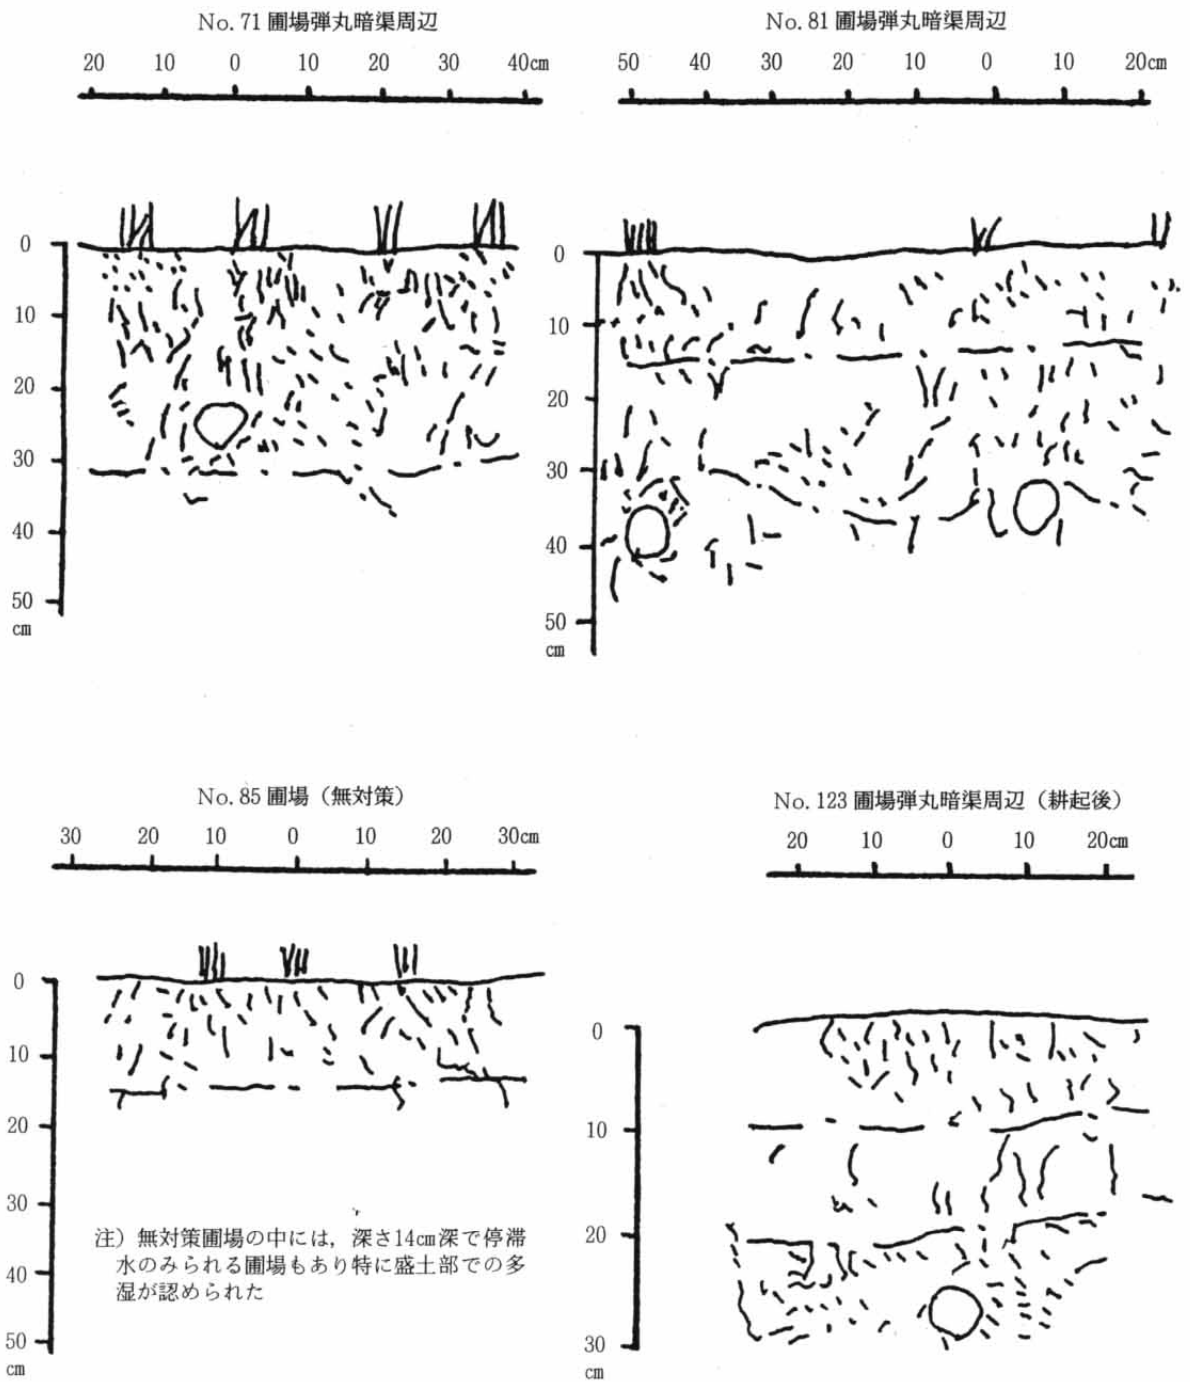 No. 71 圃場弾丸暗渠周辺
20 10 0 10 20 30 40cm
0
10
20
30
40
50
cm
No. 81 圃場弾丸暗渠周辺
50 40 30 20 10 0 10 20cm
0
10
20
30
40
50
cm
No. 85 圃場（無対策）
30 20 10 0 10 20 30cm
0
10
20
30
40
50
cm
注）無対策圃場の中には，深さ14cm深で停滞
水のみられる圃場もあり特に盛土部での多
湿が認められた
No. 123 圃場弾丸暗渠周辺（耕起後）
20 10 0 10 20cm
0
10
20
30
cm